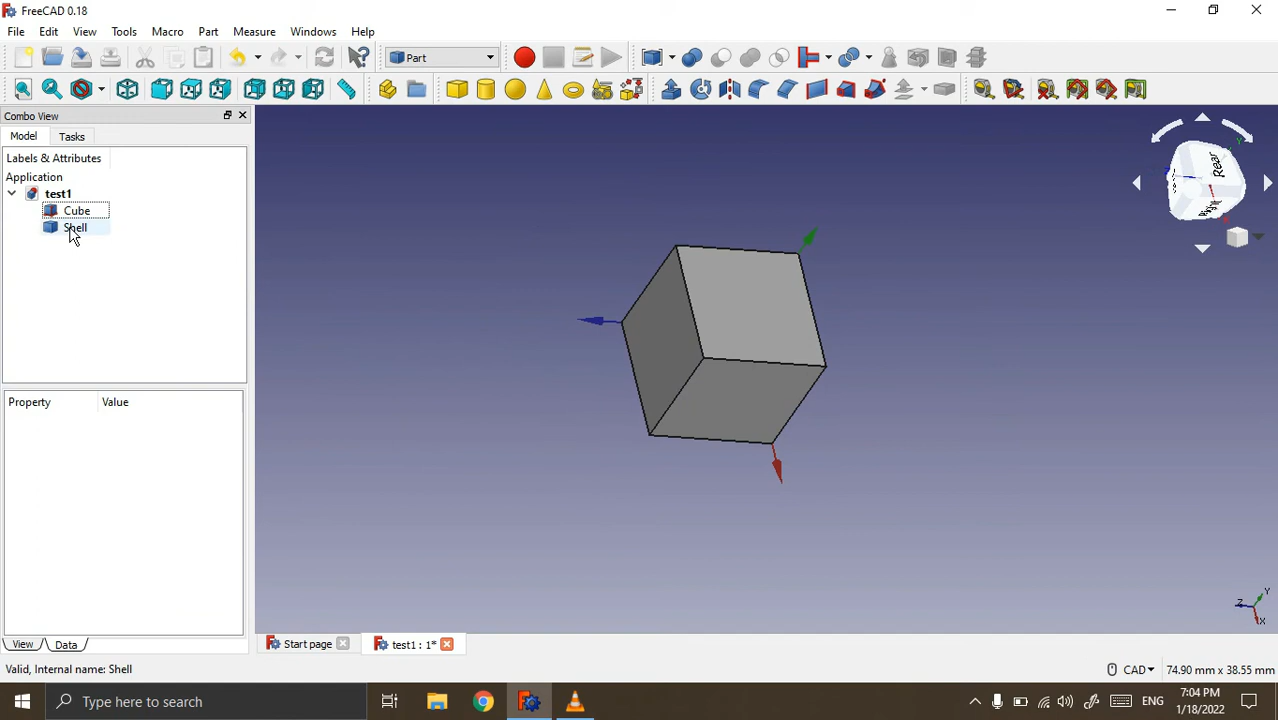 FreeCAD 0.18
File Edit View Tools Macro Part Measure Windows Help
Part
Combo View
Model Tasks
Labels & Attributes
Application
test1
Cube
Shell
Property Value
View Data
Rear
Y
Z
X
Start page test1 : 1*
Valid, Internal name: Shell
CAD 74.90 mm x 38.55 mm
Type here to search
ENG
7:04 PM
1/18/2022